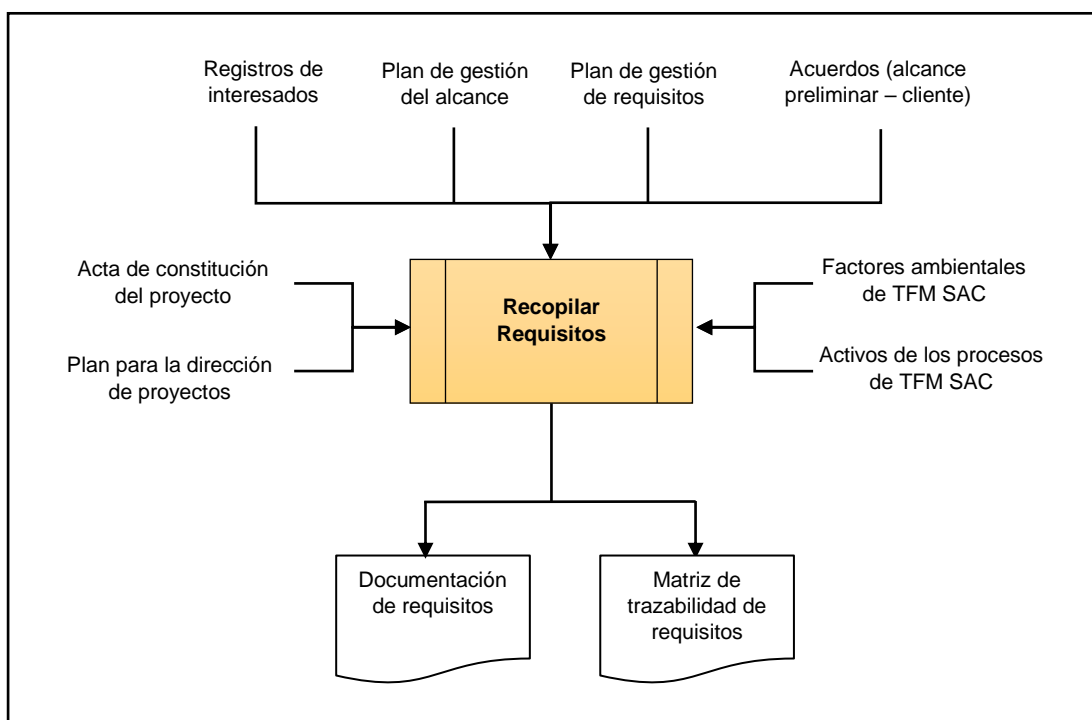 Registros de
interesados
Plan de gestión
del alcance
Plan de gestión
de requisitos
Acuerdos (alcance
preliminar – cliente)
Acta de constitución
del proyecto
Plan para la dirección
de proyectos
Recopilar
Requisitos
Factores ambientales
de TFM SAC
Activos de los procesos
de TFM SAC
Documentación
de requisitos
Matriz de
trazabilidad de
requisitos